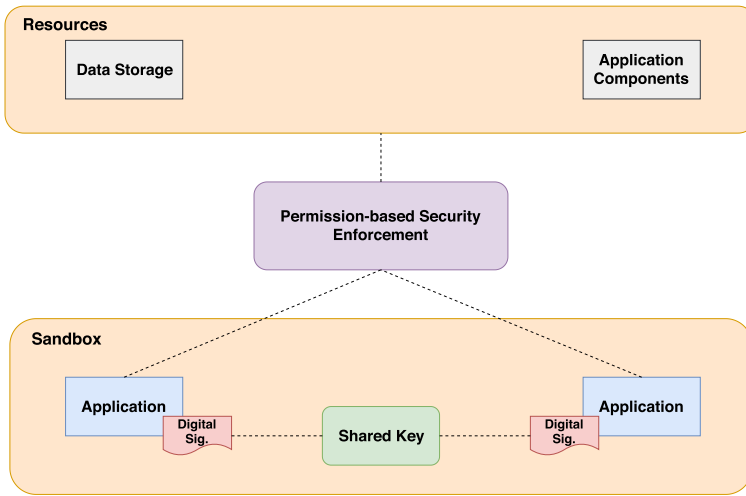 Resources
Data Storage
Application
Components
Permission-based Security
Enforcement
Sandbox
Application
Digital
Sig.
Shared Key
Digital
Sig.
Application